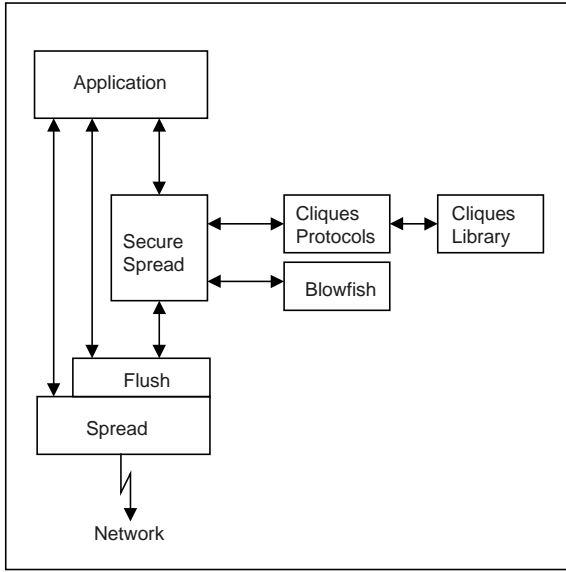 Application
Secure
Spread
Cliques
Protocols
Cliques
Library
Blowfish
Flush
Spread
Network